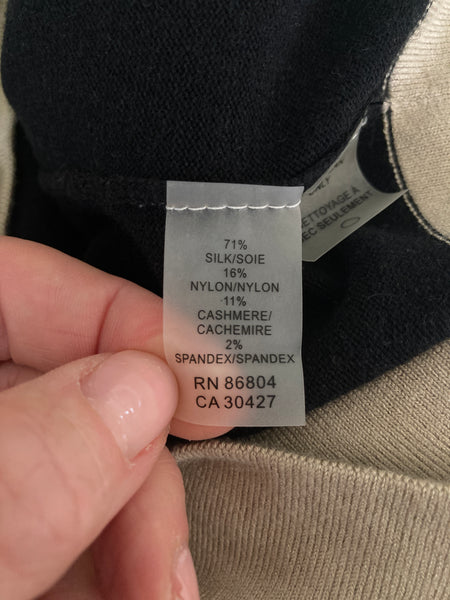 71%
SILK/SOIE
16%
NYLON/NYLON
11%
CASHMERE/
CACHEMIRE
2%
SPANDEX/SPANDEX
RN 86804
CA 30427
ONLY
NETTOYAGE A
SEC SEULEMENT